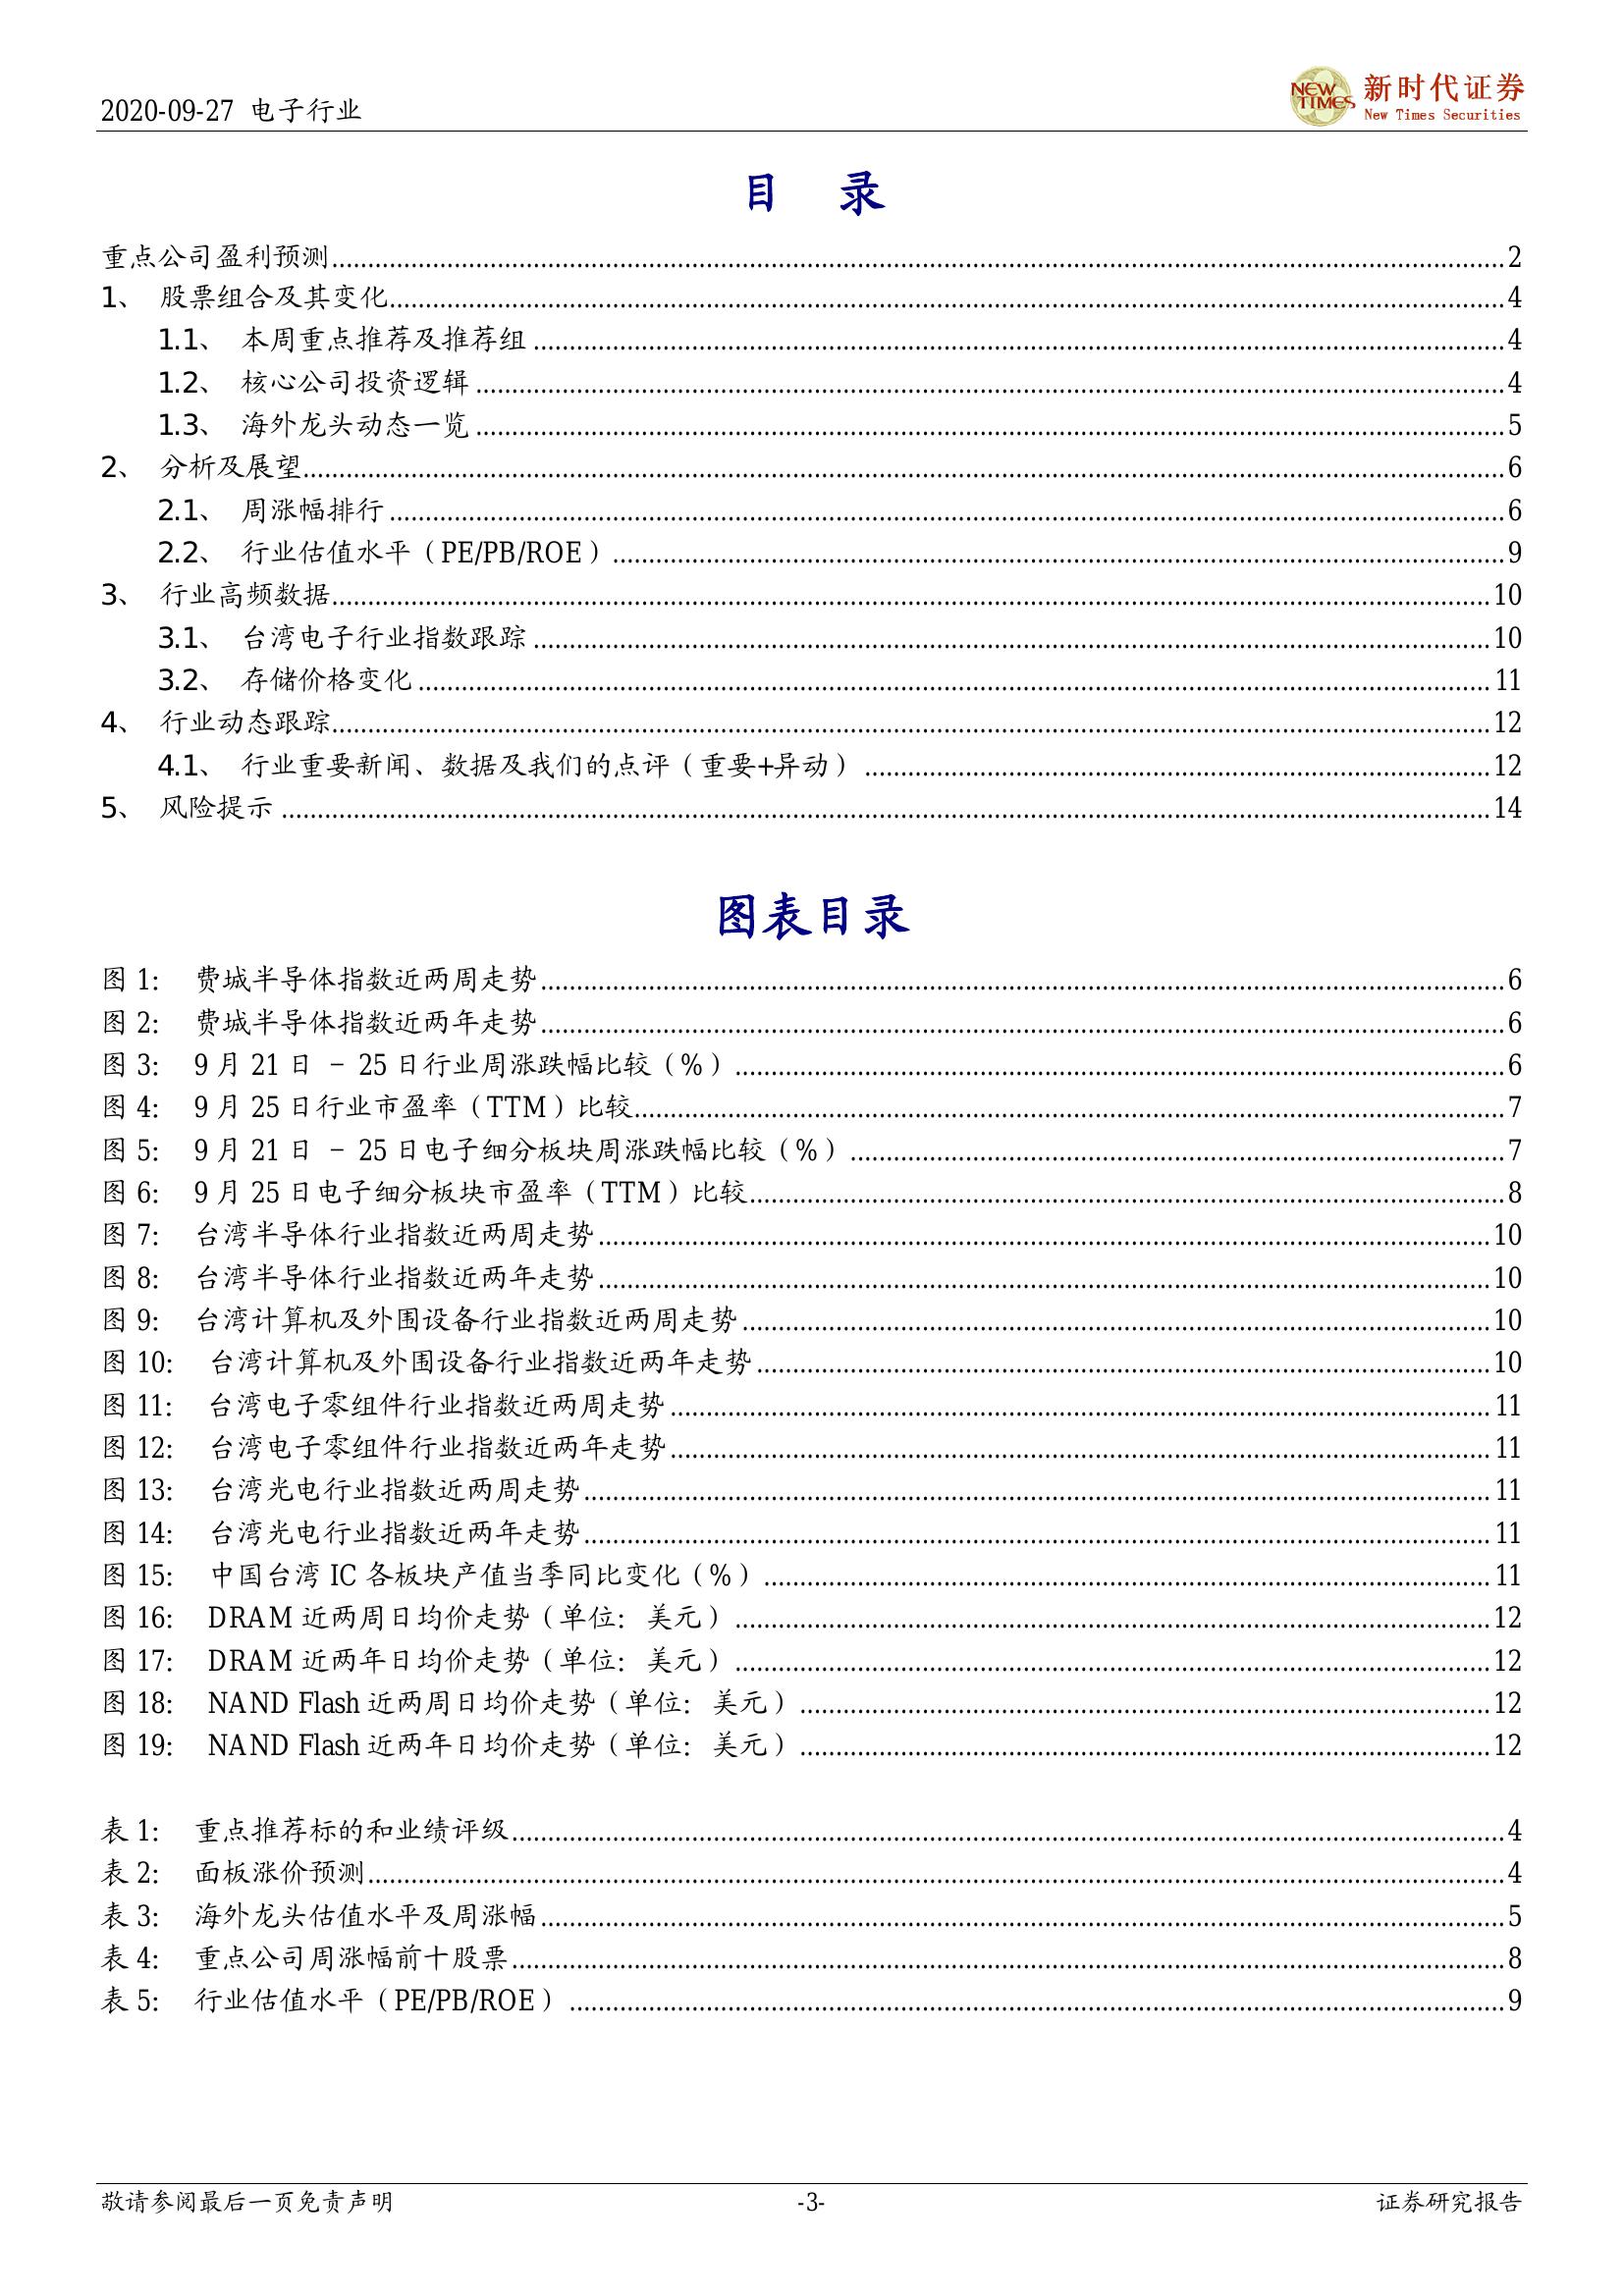 2020-09-27 电子行业
NEW TIMES 新时代证券
New Times Securities
目 录
重点公司盈利预测 2
1、 股票组合及其变化 4
1.1、 本周重点推荐及推荐组 4
1.2、 核心公司投资逻辑 4
1.3、 海外龙头动态一览 5
2、 分析及展望 6
2.1、 周涨幅排行 6
2.2、 行业估值水平（PE/PB/ROE） 9
3、 行业高频数据 10
3.1、 台湾电子行业指数跟踪 10
3.2、 存储价格变化 11
4、 行业动态跟踪 12
4.1、 行业重要新闻、数据及我们的点评（重要+异动） 12
5、 风险提示 14
图表目录
图 1: 费城半导体指数近两周走势 6
图 2: 费城半导体指数近两年走势 6
图 3: 9 月 21 日 – 25 日行业周涨跌幅比较（%） 6
图 4: 9 月 25 日行业市盈率（TTM）比较 7
图 5: 9 月 21 日 – 25 日电子细分板块周涨跌幅比较（%） 7
图 6: 9 月 25 日电子细分板块市盈率（TTM）比较 8
图 7: 台湾半导体行业指数近两周走势 10
图 8: 台湾半导体行业指数近两年走势 10
图 9: 台湾计算机及外围设备行业指数近两周走势 10
图 10: 台湾计算机及外围设备行业指数近两年走势 10
图 11: 台湾电子零组件行业指数近两周走势 11
图 12: 台湾电子零组件行业指数近两年走势 11
图 13: 台湾光电行业指数近两周走势 11
图 14: 台湾光电行业指数近两年走势 11
图 15: 中国台湾 IC 各板块产值当季同比变化（%） 11
图 16: DRAM 近两周日均价走势（单位：美元） 12
图 17: DRAM 近两年日均价走势（单位：美元） 12
图 18: NAND Flash 近两周日均价走势（单位：美元） 12
图 19: NAND Flash 近两年日均价走势（单位：美元） 12
表 1: 重点推荐标的和业绩评级 4
表 2: 面板涨价预测 4
表 3: 海外龙头估值水平及周涨幅 5
表 4: 重点公司周涨幅前十股票 8
表 5: 行业估值水平（PE/PB/ROE） 9
敬请参阅最后一页免责声明 -3- 证券研究报告